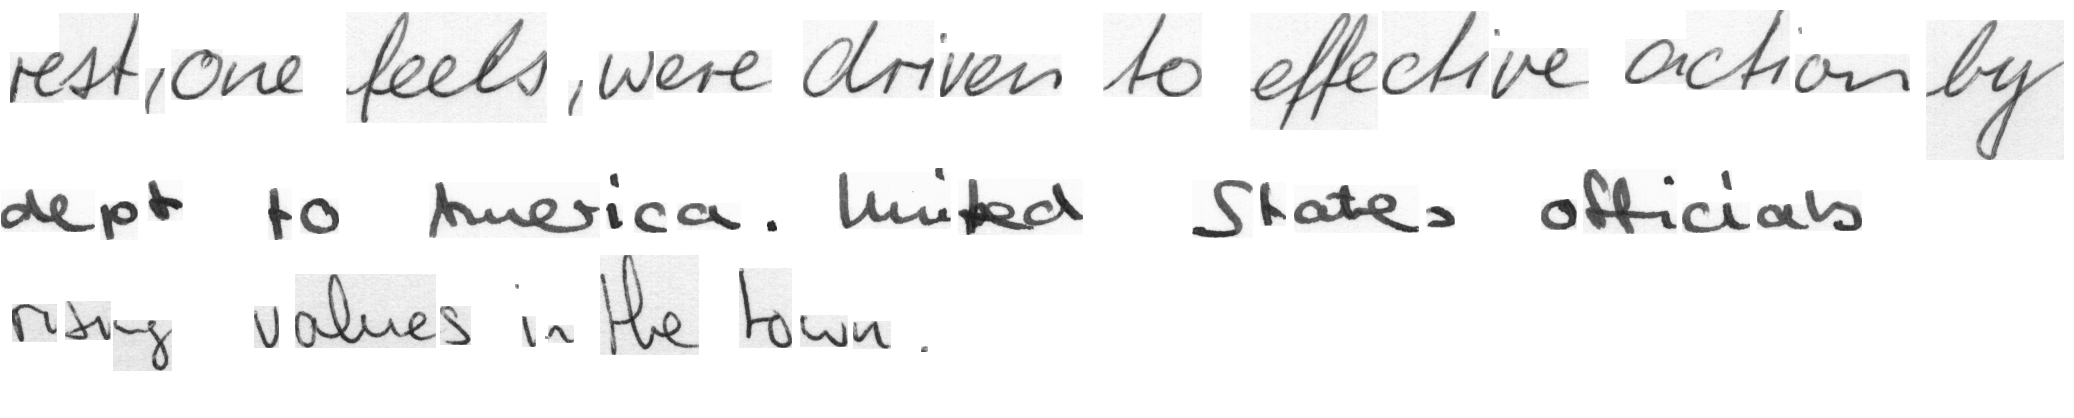 rest, one feels, were driven to effective action by
dept to America. United States officials
rising values in the town.